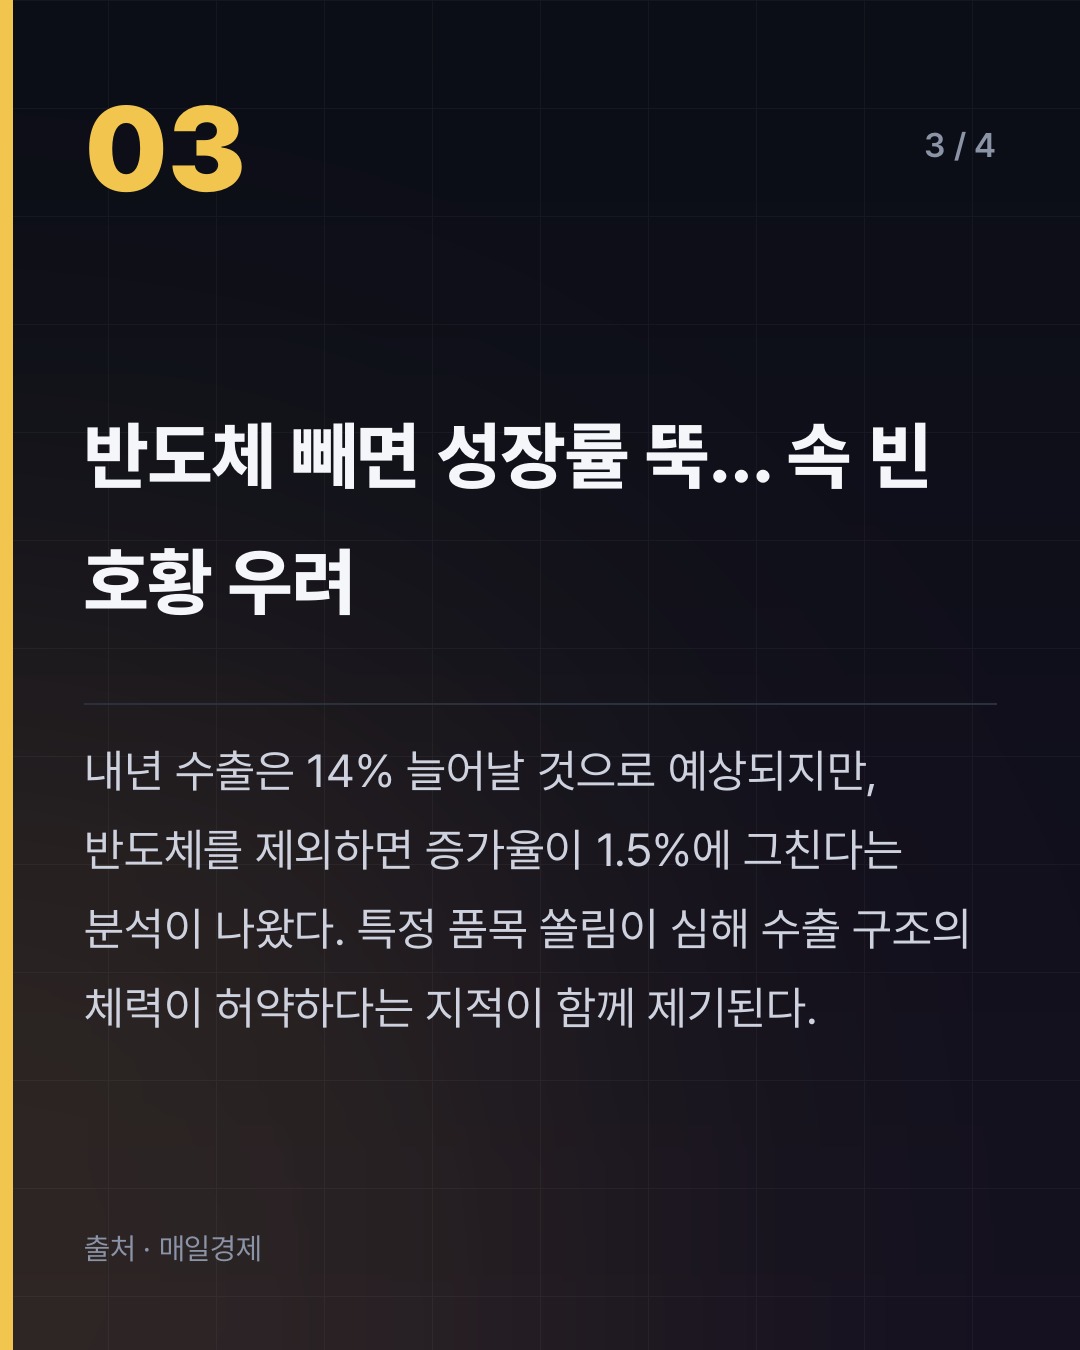 03
3 / 4
반도체 빼면 성장률 뚝... 속 빈
호황 우려
내년 수출은 14% 늘어날 것으로 예상되지만,
반도체를 제외하면 증가율이 1.5%에 그친다는
분석이 나왔다. 특정 품목 쏠림이 심해 수출 구조의
체력이 허약하다는 지적이 함께 제기된다.
출처 · 매일경제